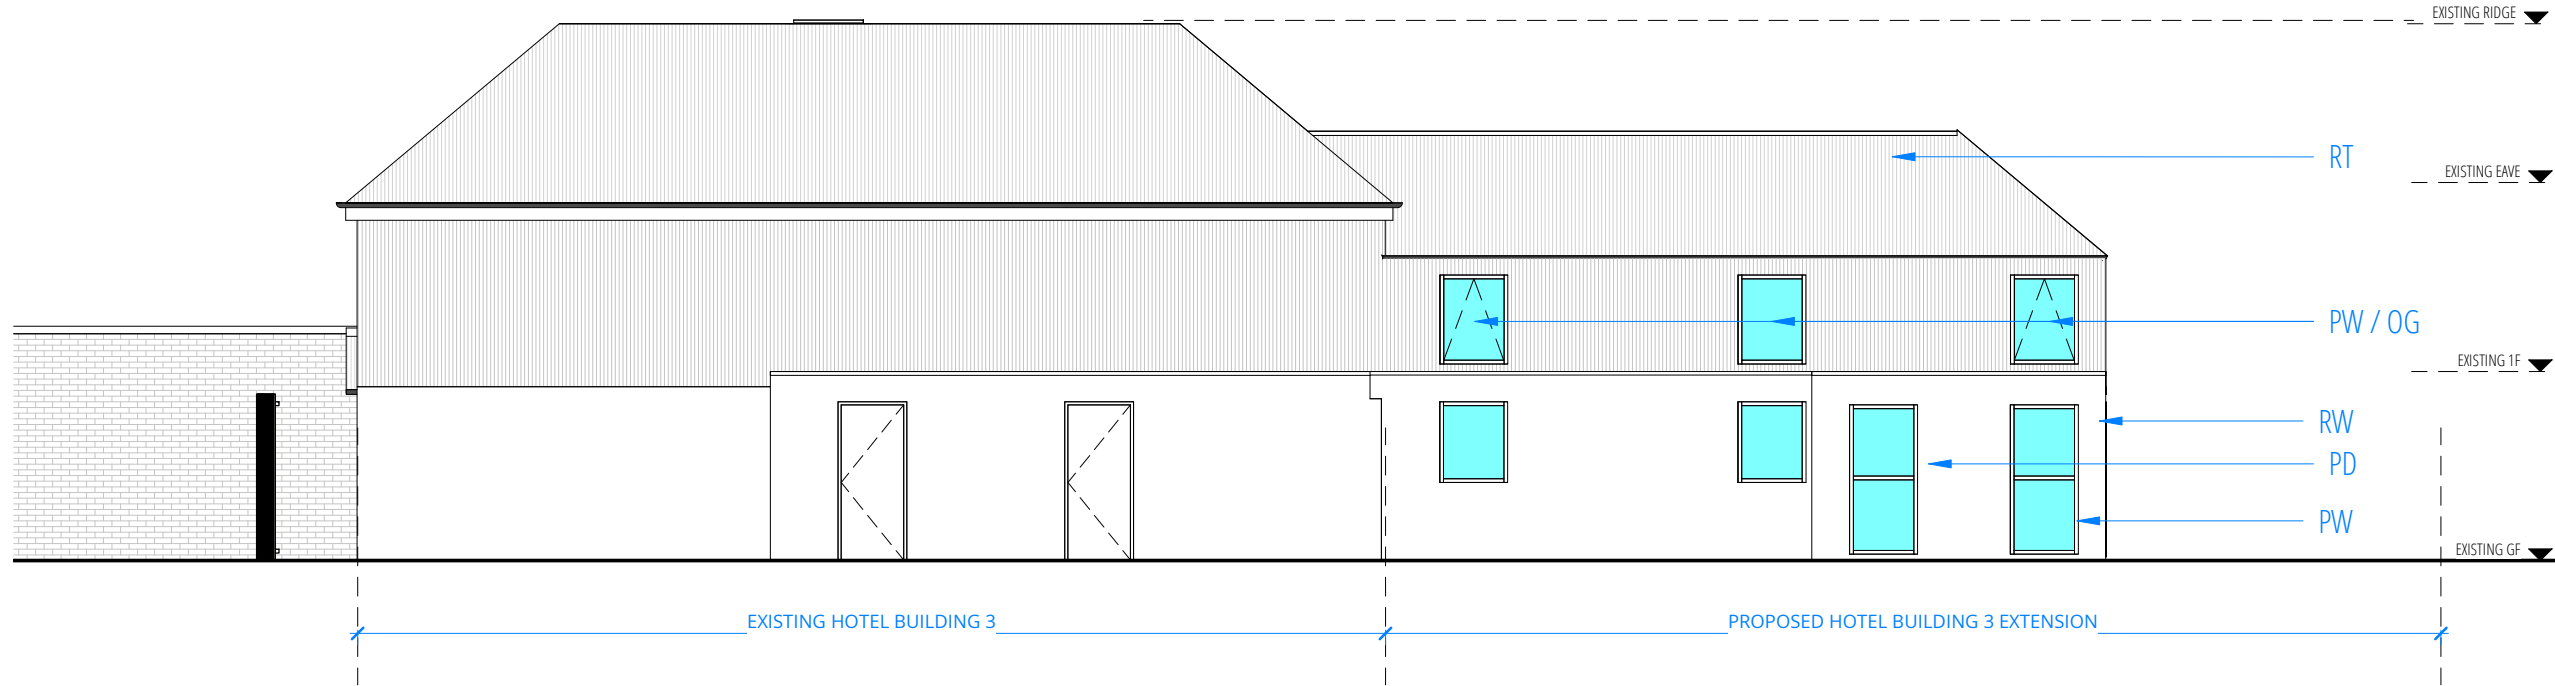 EXISTING RIDGE
RT
EXISTING EAVE
PW / OG
EXISTING 1F
RW
PD
PW
EXISTING GF
EXISTING HOTEL BUILDING 3
PROPOSED HOTEL BUILDING 3 EXTENSION